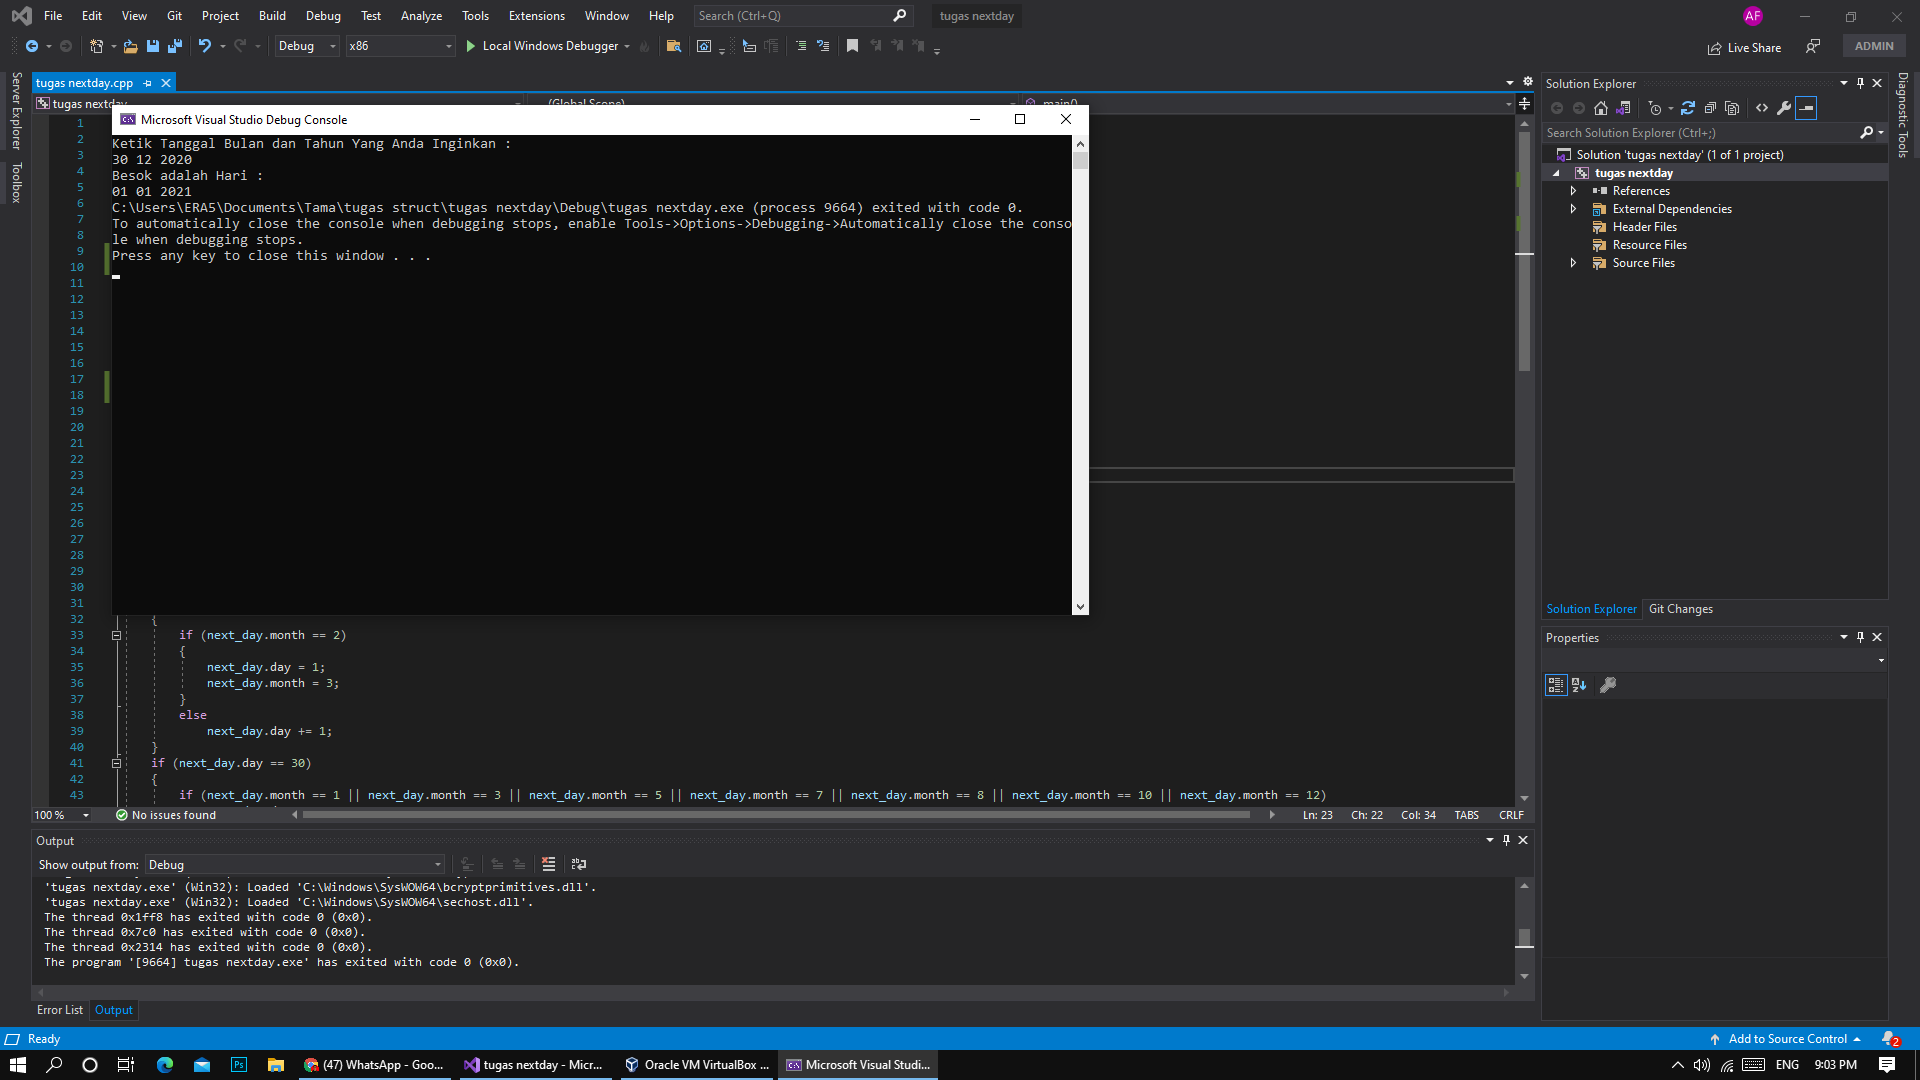 File Edit View Git Project Build Debug Test Analyze Tools Extensions Window Help Search (Ctrl+Q) tugas nextday AF
Debug x86 Local Windows Debugger Live Share ADMIN
Server Explorer
Toolbox
tugas nextday.cpp
tugas nextday (Global Scope) main()
Microsoft Visual Studio Debug Console
Ketik Tanggal Bulan dan Tahun Yang Anda Inginkan :
30 12 2020
Besok adalah Hari :
01 01 2021
C:\Users\ERA5\Documents\Tama\tugas struct\tugas nextday\Debug\tugas nextday.exe (process 9664) exited with code 0.
To automatically close the console when debugging stops, enable Tools->Options->Debugging->Automatically close the conso
le when debugging stops.
Press any key to close this window . . .
1
2
3
4
5
6
7
8
9
10
11
12
13
14
15
16
17
18
19
20
21
22
23
24
25
26
27
28
29
30
31
32 {
33 if (next_day.month == 2)
34 {
35 next_day.day = 1;
36 next_day.month = 3;
37 }
38 else
39 next_day.day += 1;
40 }
41 if (next_day.day == 30)
42 {
43 if (next_day.month == 1 || next_day.month == 3 || next_day.month == 5 || next_day.month == 7 || next_day.month == 8 || next_day.month == 10 || next_day.month == 12)
100 % No issues found Ln: 23 Ch: 22 Col: 34 TABS CRLF
Output
Show output from: Debug
'tugas nextday.exe' (Win32): Loaded 'C:\Windows\SysWOW64\bcryptprimitives.dll'.
'tugas nextday.exe' (Win32): Loaded 'C:\Windows\SysWOW64\sechost.dll'.
The thread 0x1ff8 has exited with code 0 (0x0).
The thread 0x7c0 has exited with code 0 (0x0).
The thread 0x2314 has exited with code 0 (0x0).
The program '[9664] tugas nextday.exe' has exited with code 0 (0x0).
Error List Output
Solution Explorer
Search Solution Explorer (Ctrl+;)
Solution 'tugas nextday' (1 of 1 project)
tugas nextday
References
External Dependencies
Header Files
Resource Files
Source Files
Solution Explorer Git Changes
Properties
Diagnostic Tools
Ready Add to Source Control 2
Ps (47) WhatsApp - Goo... tugas nextday - Micr... Oracle VM VirtualBox ... Microsoft Visual Studi... ENG 9:03 PM